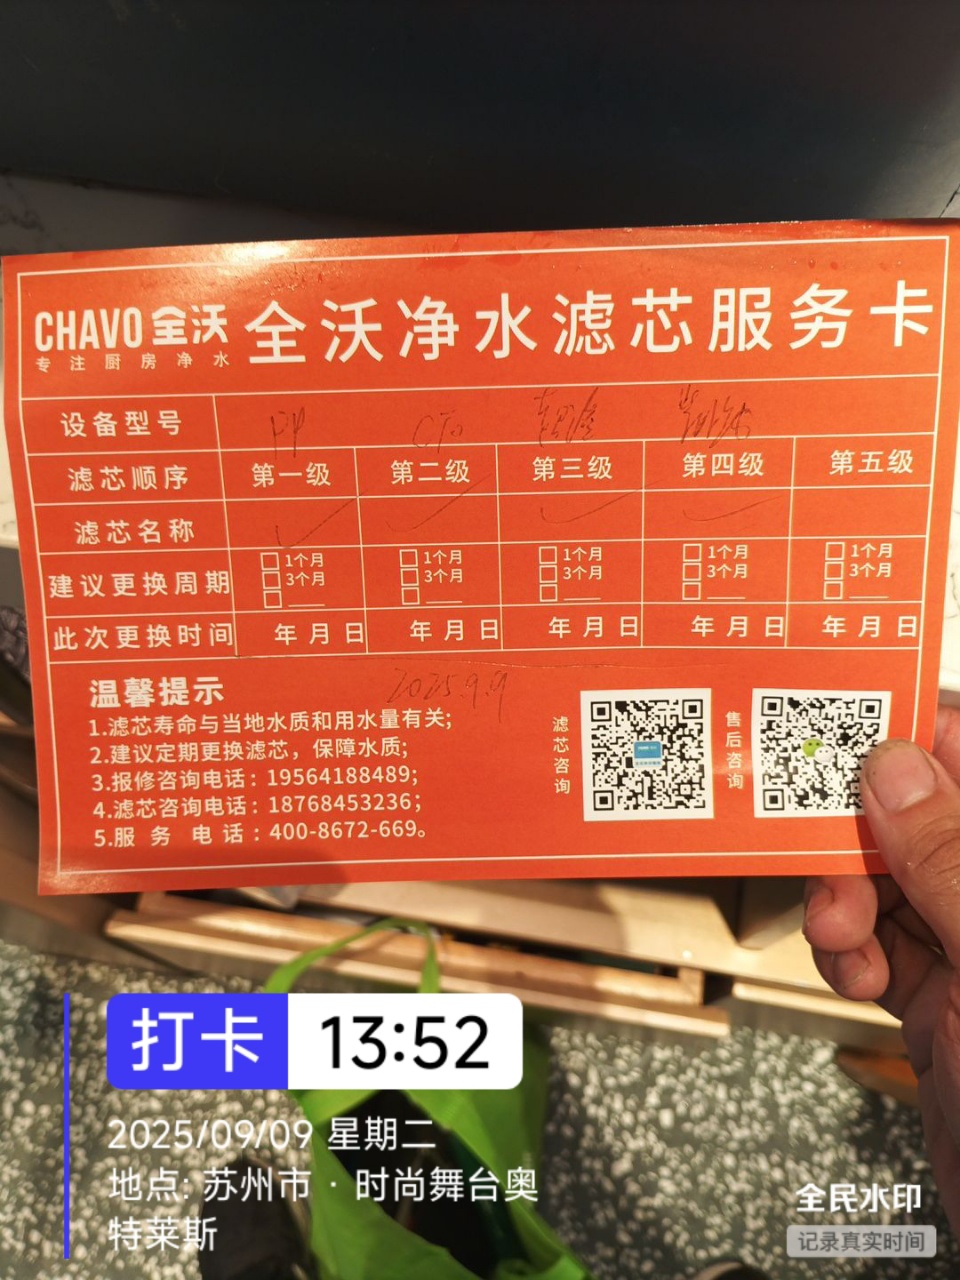 CHAVO 全沃
专注厨房净水
全沃净水滤芯服务卡
设备型号 PP
滤芯顺序 第一级 第二级 第三级 第四级 第五级
滤芯名称 ✓ ✓ ✓ ✓
建议更换周期 □1个月 □1个月 □1个月 □1个月 □1个月
□3个月 □3个月 □3个月 □3个月 □3个月
□____ □____ □____ □____ □____
此次更换时间 年月日 年月日 年月日 年月日 年月日
2025.9.9
温馨提示
1.滤芯寿命与当地水质和用水量有关;
2.建议定期更换滤芯，保障水质;
3.报修咨询电话：19564188489;
4.滤芯咨询电话：18768453236;
5.服务电话：400-8672-669。
滤芯咨询
售后咨询
打卡 13:52
2025/09/09 星期二
地点: 苏州市 · 时尚舞台奥
特莱斯
全民水印
记录真实时间